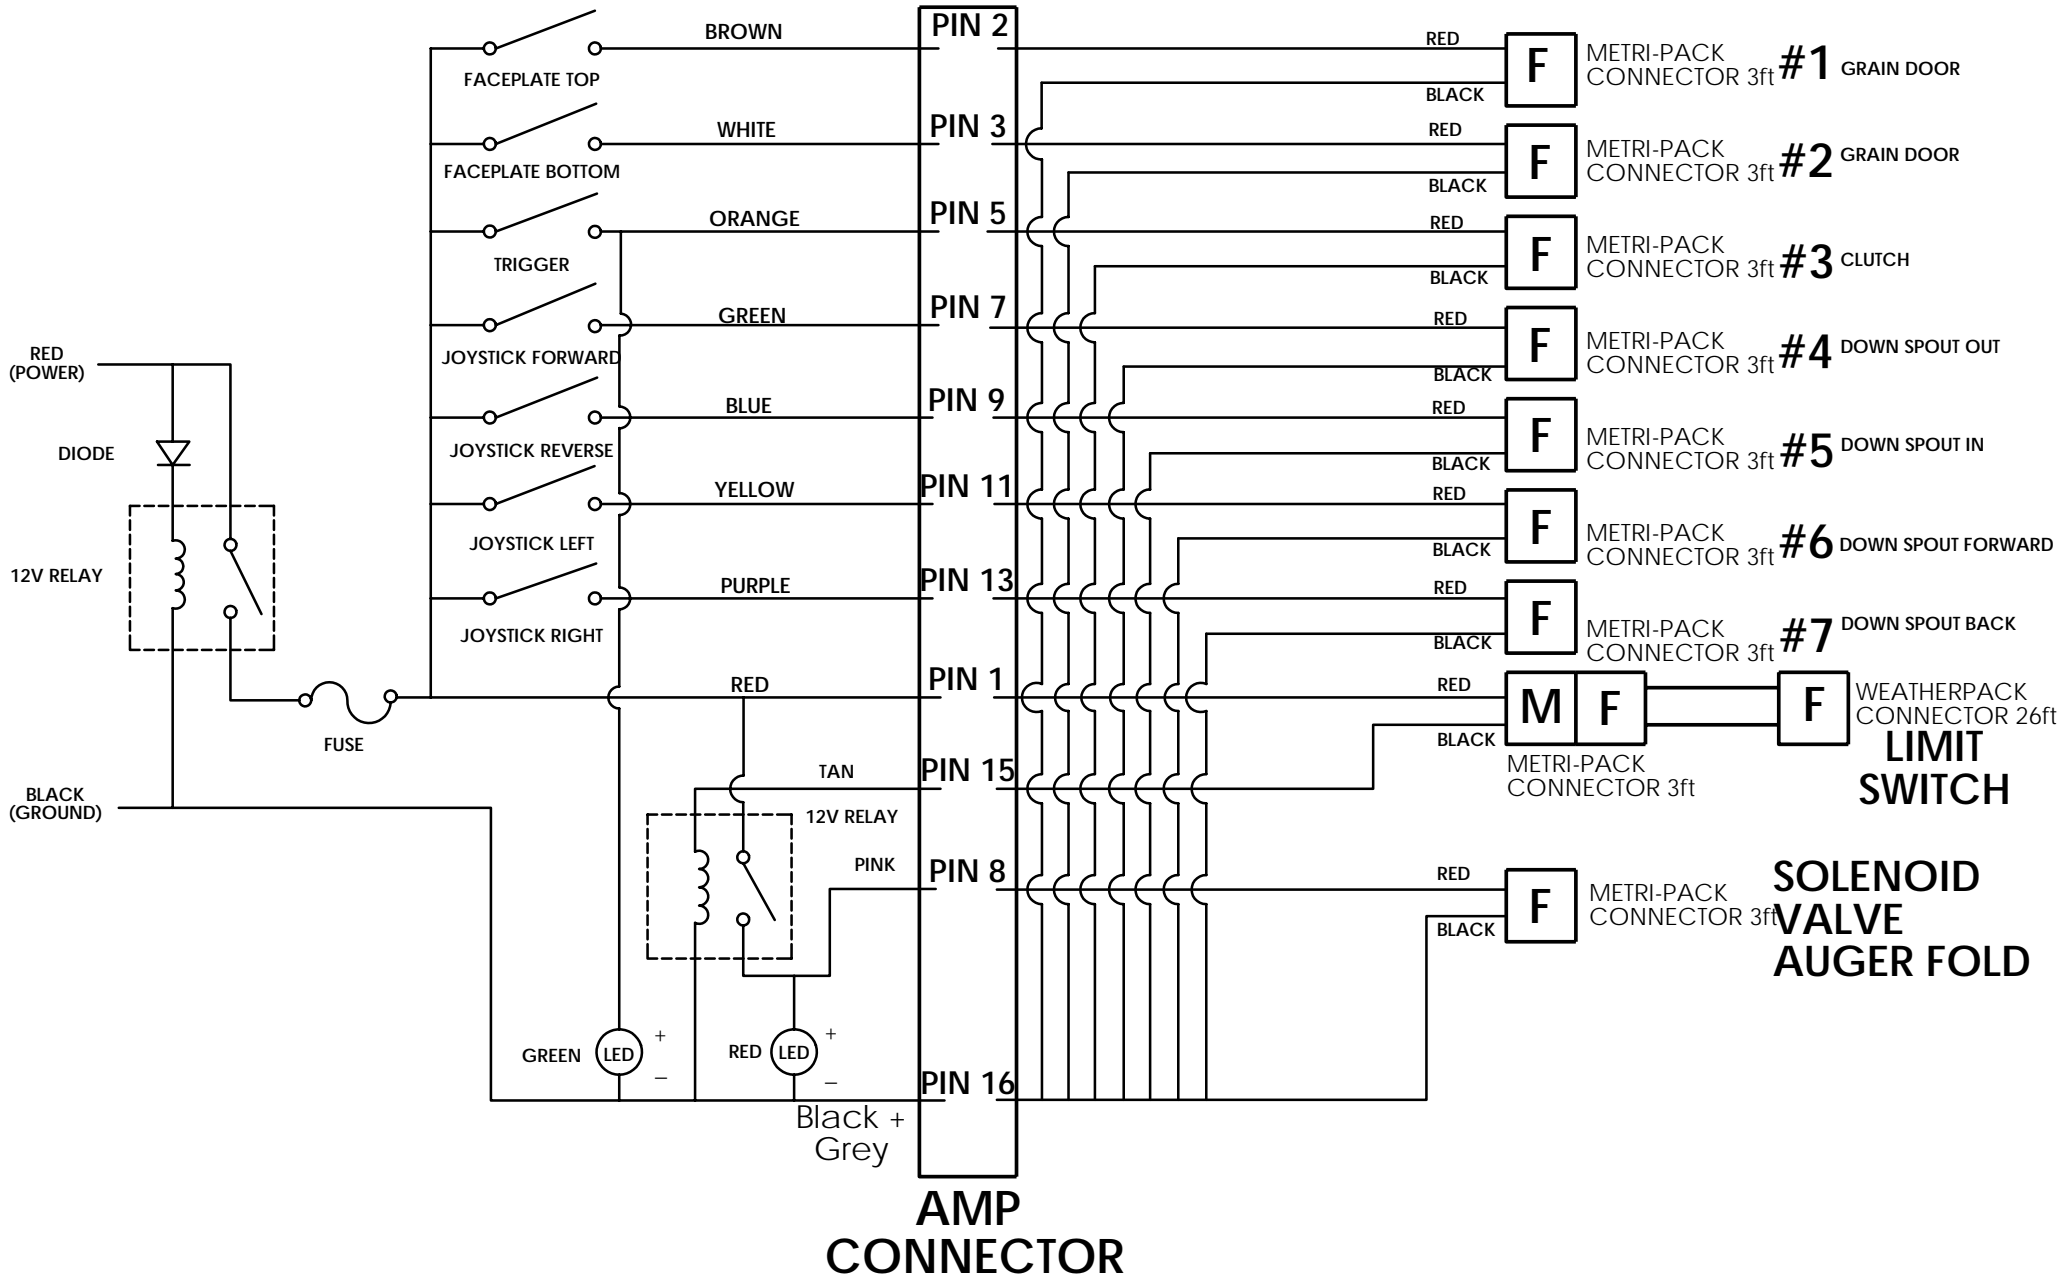 BROWN
FACEPLATE TOP
WHITE
FACEPLATE BOTTOM
ORANGE
TRIGGER
GREEN
JOYSTICK FORWARD
BLUE
JOYSTICK REVERSE
YELLOW
JOYSTICK LEFT
PURPLE
JOYSTICK RIGHT
RED
(POWER)
DIODE
12V RELAY
FUSE
BLACK
(GROUND)
RED
TAN
12V RELAY
PINK
GREEN
LED
+
–
RED
LED
+
–
Black +
Grey
PIN 2
PIN 3
PIN 5
PIN 7
PIN 9
PIN 11
PIN 13
PIN 1
PIN 15
PIN 8
PIN 16
AMP
CONNECTOR
RED
BLACK
F
METRI-PACK
CONNECTOR 3ft
#1 GRAIN DOOR
RED
BLACK
F
METRI-PACK
CONNECTOR 3ft
#2 GRAIN DOOR
RED
BLACK
F
METRI-PACK
CONNECTOR 3ft
#3 CLUTCH
RED
BLACK
F
METRI-PACK
CONNECTOR 3ft
#4 DOWN SPOUT OUT
RED
BLACK
F
METRI-PACK
CONNECTOR 3ft
#5 DOWN SPOUT IN
RED
BLACK
F
METRI-PACK
CONNECTOR 3ft
#6 DOWN SPOUT FORWARD
RED
BLACK
F
METRI-PACK
CONNECTOR 3ft
#7 DOWN SPOUT BACK
RED
BLACK
M F
METRI-PACK
CONNECTOR 3ft
F
WEATHERPACK
CONNECTOR 26ft
LIMIT
SWITCH
RED
BLACK
F
METRI-PACK
CONNECTOR 3ft
SOLENOID
VALVE
AUGER FOLD